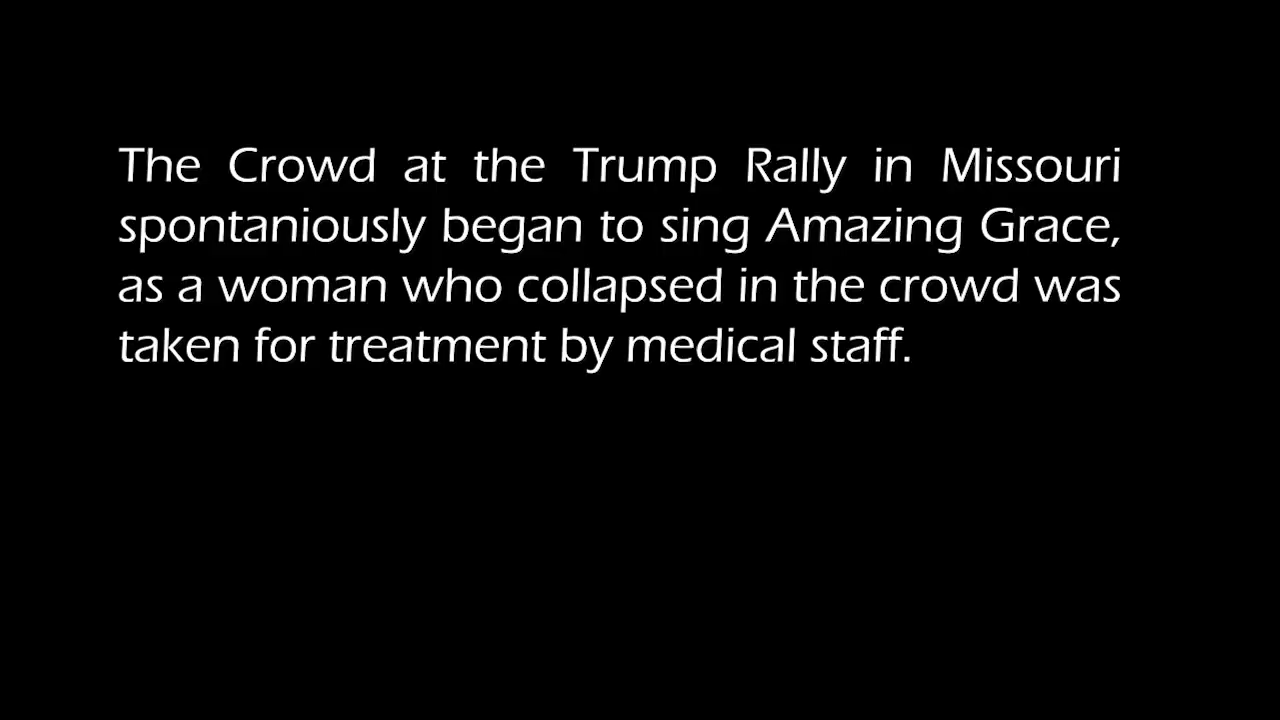 The Crowd at the Trump Rally in Missouri
spontaniously began to sing Amazing Grace,
as a woman who collapsed in the crowd was
taken for treatment by medical staff.